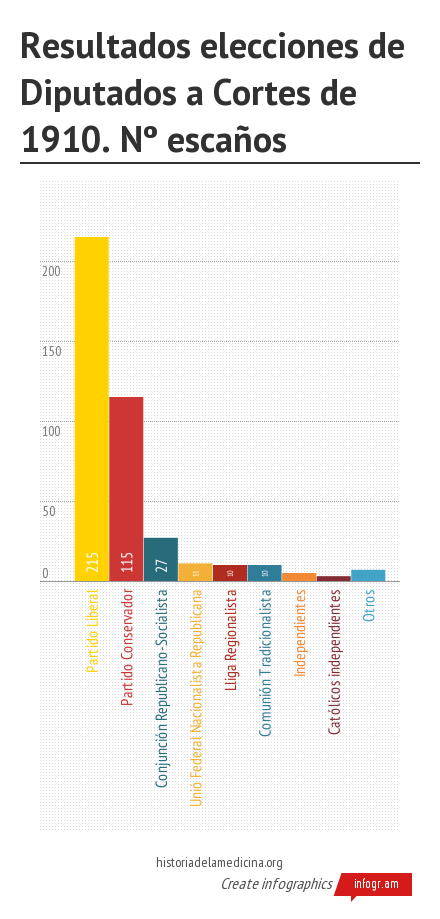 Resultados elecciones de
Diputados a Cortes de
1910. Nº escaños
200
150
100
50
0
215
115
27
11
10
10
Partido Liberal
Partido Conservador
Conjunción Republicano-Socialista
Unió Federal Nacionalista Republicana
Lliga Regionalista
Comunión Tradicionalista
Independientes
Católicos independientes
Otros
historiadelamedicina.org
Create infographics infogr.am